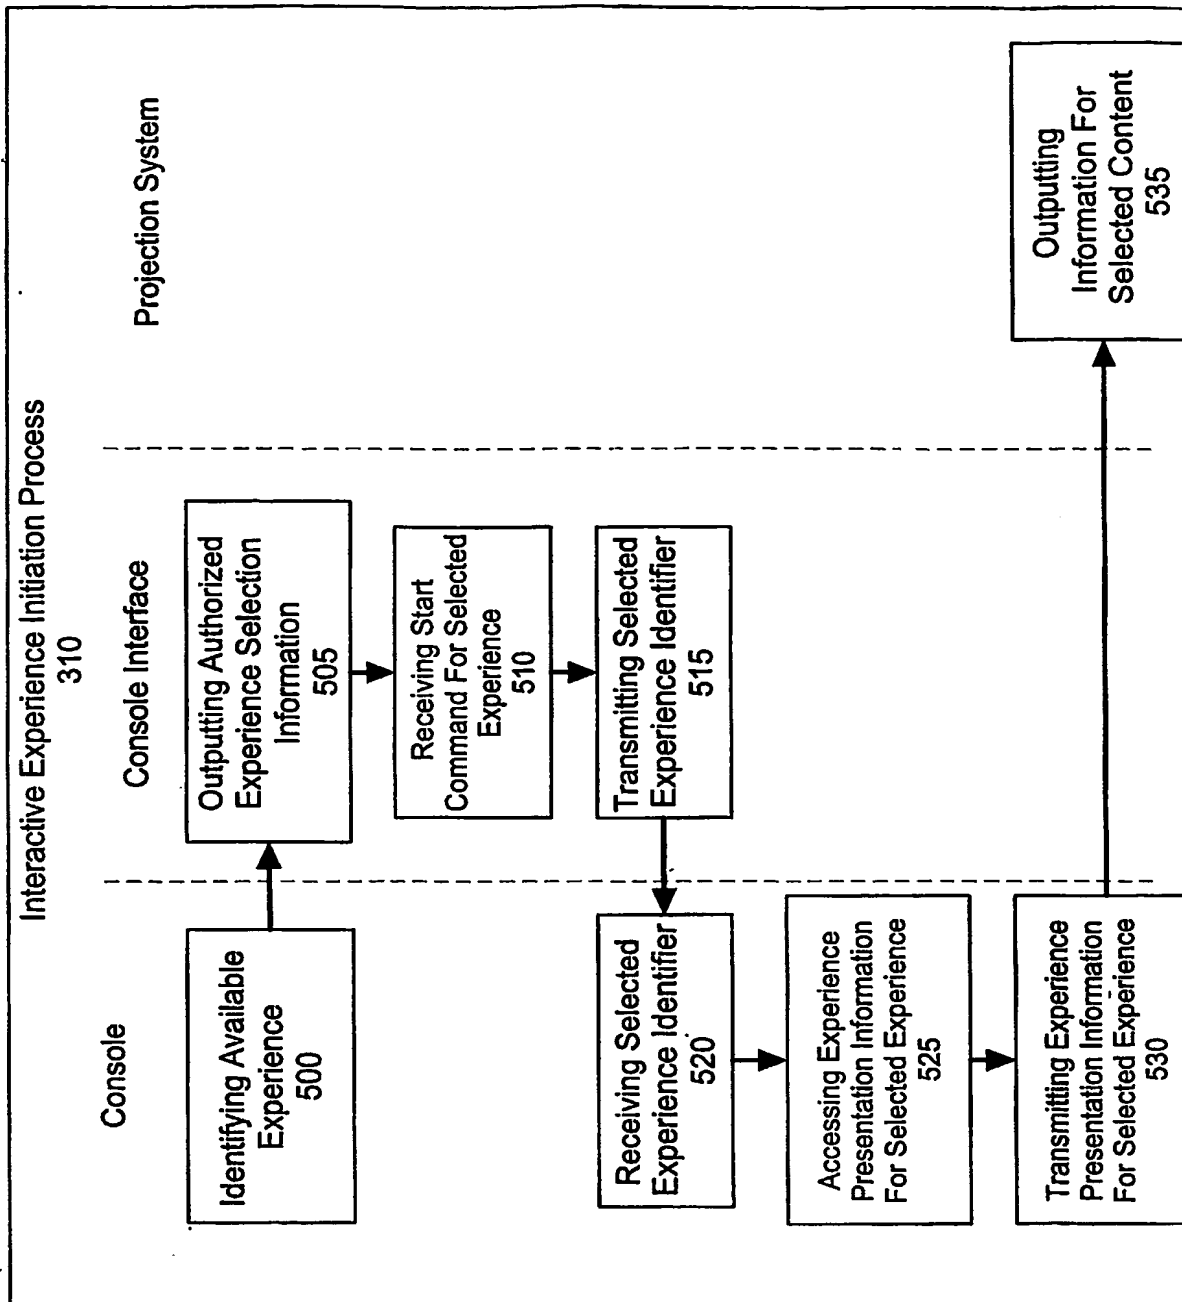 Interactive Experience Initiation Process
310
Console
Console Interface
Projection System
Identifying Available
Experience
500
Outputting Authorized
Experience Selection
Information
505
Receiving Start
Command For Selected
Experience
510
Transmitting Selected
Experience Identifier
515
Receiving Selected
Experience Identifier
520
Accessing Experience
Presentation Information
For Selected Experience
525
Transmitting Experience
Presentation Information
For Selected Experience
530
Outputting
Information For
Selected Content
535